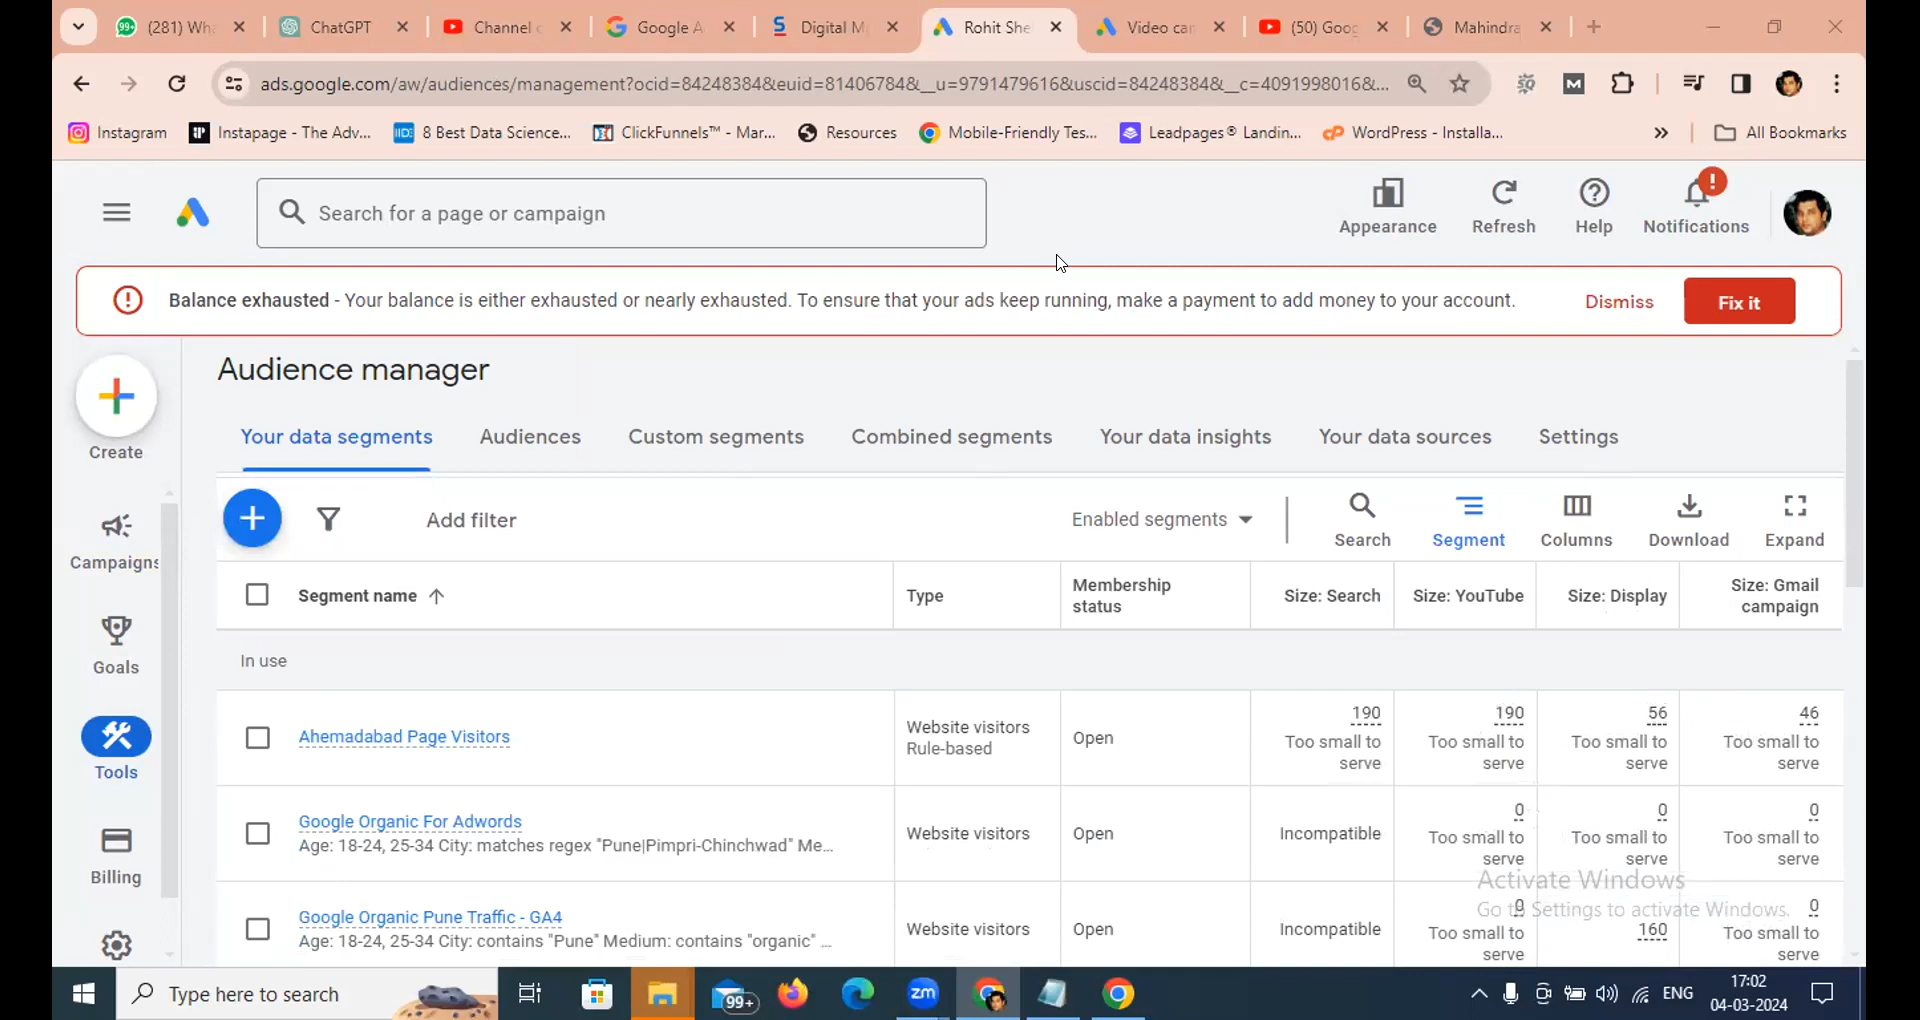 (281) Wha
ChatGPT
Channel c
Google A
Digital M
Rohit She
Video car
(50) Goog
Mahindra
ads.google.com/aw/audiences/management?ocid=84248384&euid=81406784&__u=9791479616&uscid=84248384&__c=4091998016&...
Instagram
Instapage - The Adv...
8 Best Data Science...
ClickFunnels™ - Mar...
Resources
Mobile-Friendly Tes...
Leadpages® Landin...
WordPress - Installa...
»
All Bookmarks
Search for a page or campaign
Appearance
Refresh
Help
Notifications
Balance exhausted - Your balance is either exhausted or nearly exhausted. To ensure that your ads keep running, make a payment to add money to your account.
Dismiss
Fix it
Create
Campaigns
Goals
Tools
Billing
Audience manager
Your data segments
Audiences
Custom segments
Combined segments
Your data insights
Your data sources
Settings
Add filter
Enabled segments
Search
Segment
Columns
Download
Expand
Segment name
Type
Membership
status
Size: Search
Size: YouTube
Size: Display
Size: Gmail
campaign
In use
Ahemadabad Page Visitors
Website visitors
Rule-based
Open
190
Too small to
serve
190
Too small to
serve
56
Too small to
serve
46
Too small to
serve
Google Organic For Adwords
Age: 18-24, 25-34 City: matches regex "Pune|Pimpri-Chinchwad" Me...
Website visitors
Open
Incompatible
0
Too small to
serve
0
Too small to
serve
0
Too small to
serve
Google Organic Pune Traffic - GA4
Age: 18-24, 25-34 City: contains "Pune" Medium: contains "organic" ...
Website visitors
Open
Incompatible
0
Too small to
serve
160
Too small to
serve
0
Too small to
serve
Activate Windows
Go to Settings to activate Windows.
Type here to search
99+
zm
ENG
17:02
04-03-2024